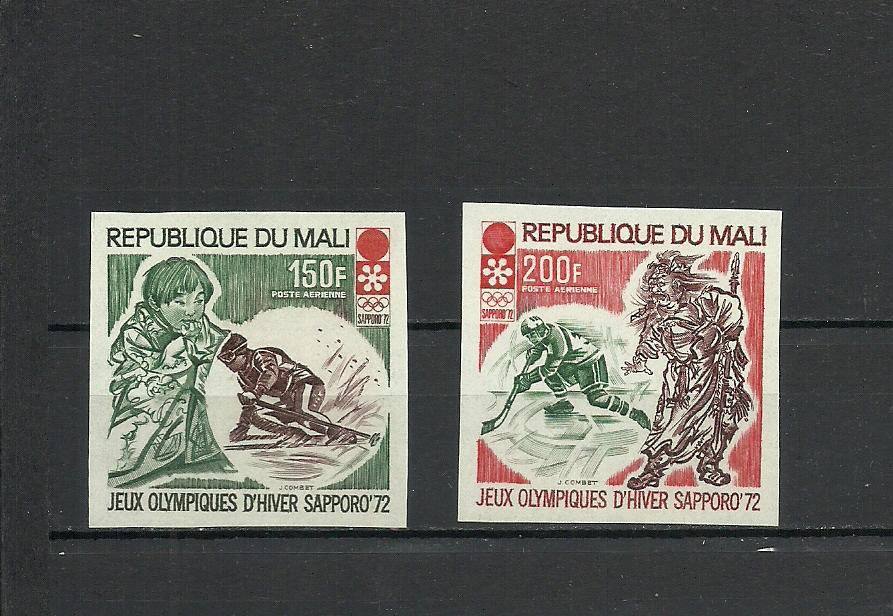 REPUBLIQUE DU MALI
150F
POSTE AERIENNE
SAPPORO'72
J. COMBET
JEUX OLYMPIQUES D'HIVER SAPPORO'72
REPUBLIQUE DU MALI
200F
POSTE AERIENNE
SAPPORO'72
J. COMBET
JEUX OLYMPIQUES D'HIVER SAPPORO'72